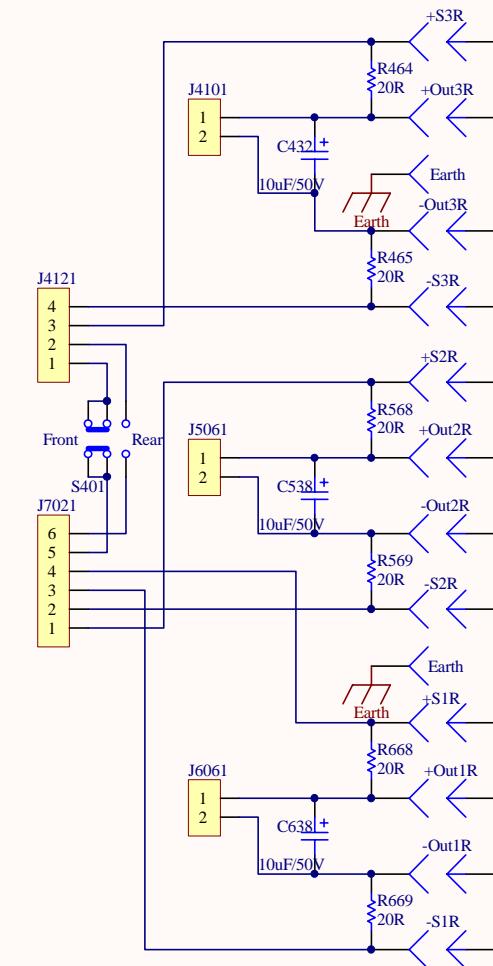 +S3R
R464
20R
J4101
+Out3R
1
2
C432
+
10uF/50V
Earth
-Out3R
Earth
R465
20R
J4121
-S3R
4
3
2
1
+S2R
R568
20R
Front
Rear
J5061
+Out2R
1
2
S401
C538
+
10uF/50V
-Out2R
J7021
6
5
4
3
2
1
R569
20R
-S2R
Earth
Earth
+S1R
R668
20R
J6061
+Out1R
1
2
C638
+
10uF/50V
-Out1R
R669
20R
-S1R